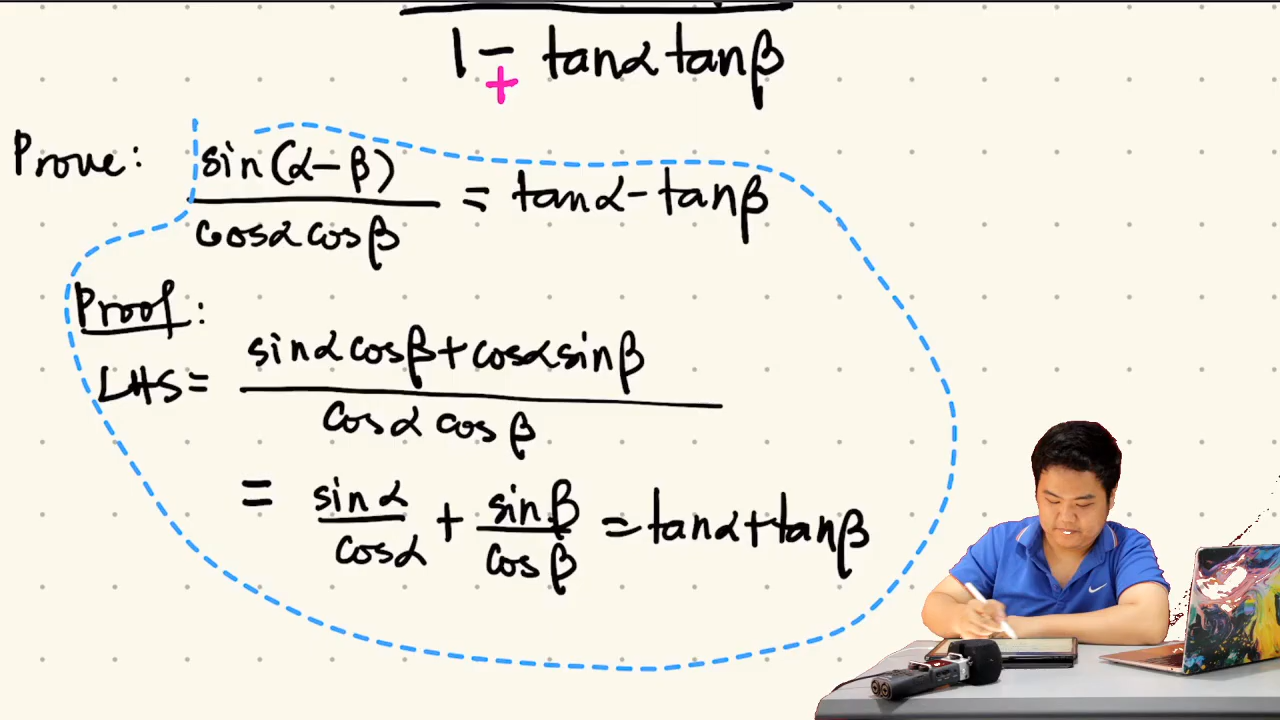 1 - tanα tanβ
+
Prove: sin(α-β) / cosα cosβ = tanα - tanβ
Proof:
LHS = sinα cosβ + cosα sinβ / cosα cosβ
= sinα / cosα + sinβ / cosβ = tanα + tanβ